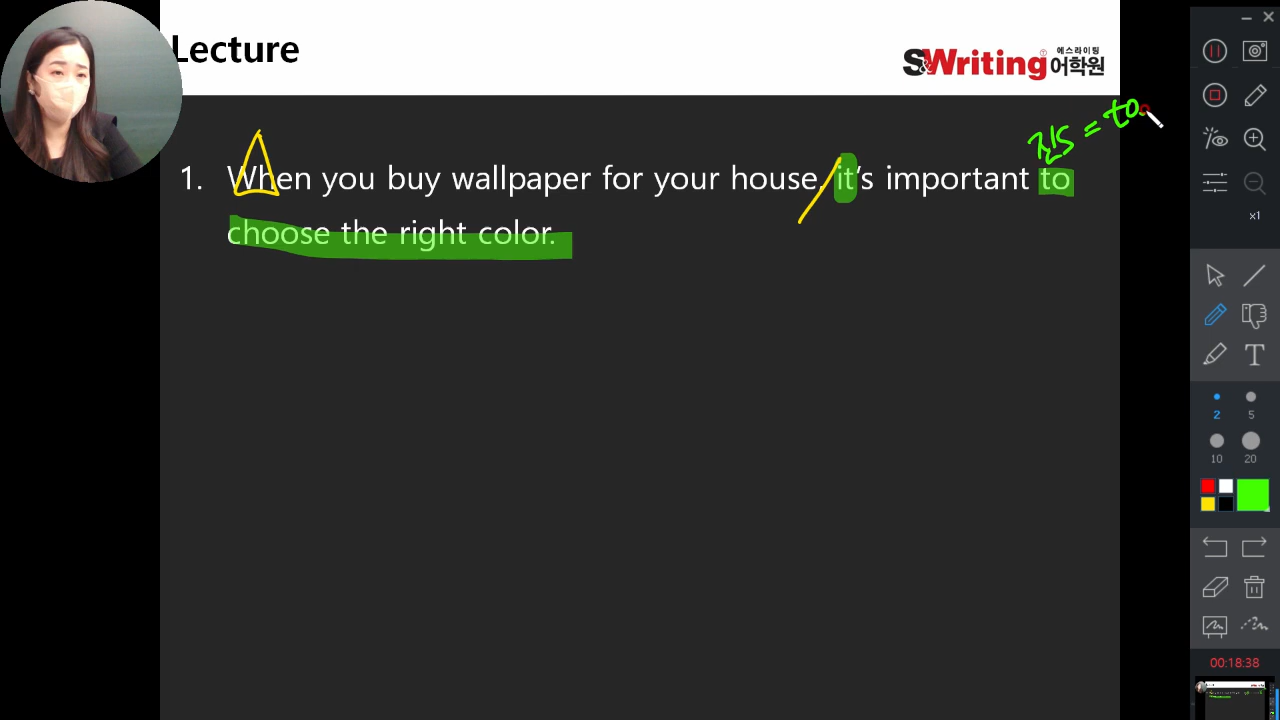 Lecture
S&Writing 에스라이팅 어학원
진S = to
1. When you buy wallpaper for your house, it's important to
choose the right color.
x1
2 5
10 20
00:18:38